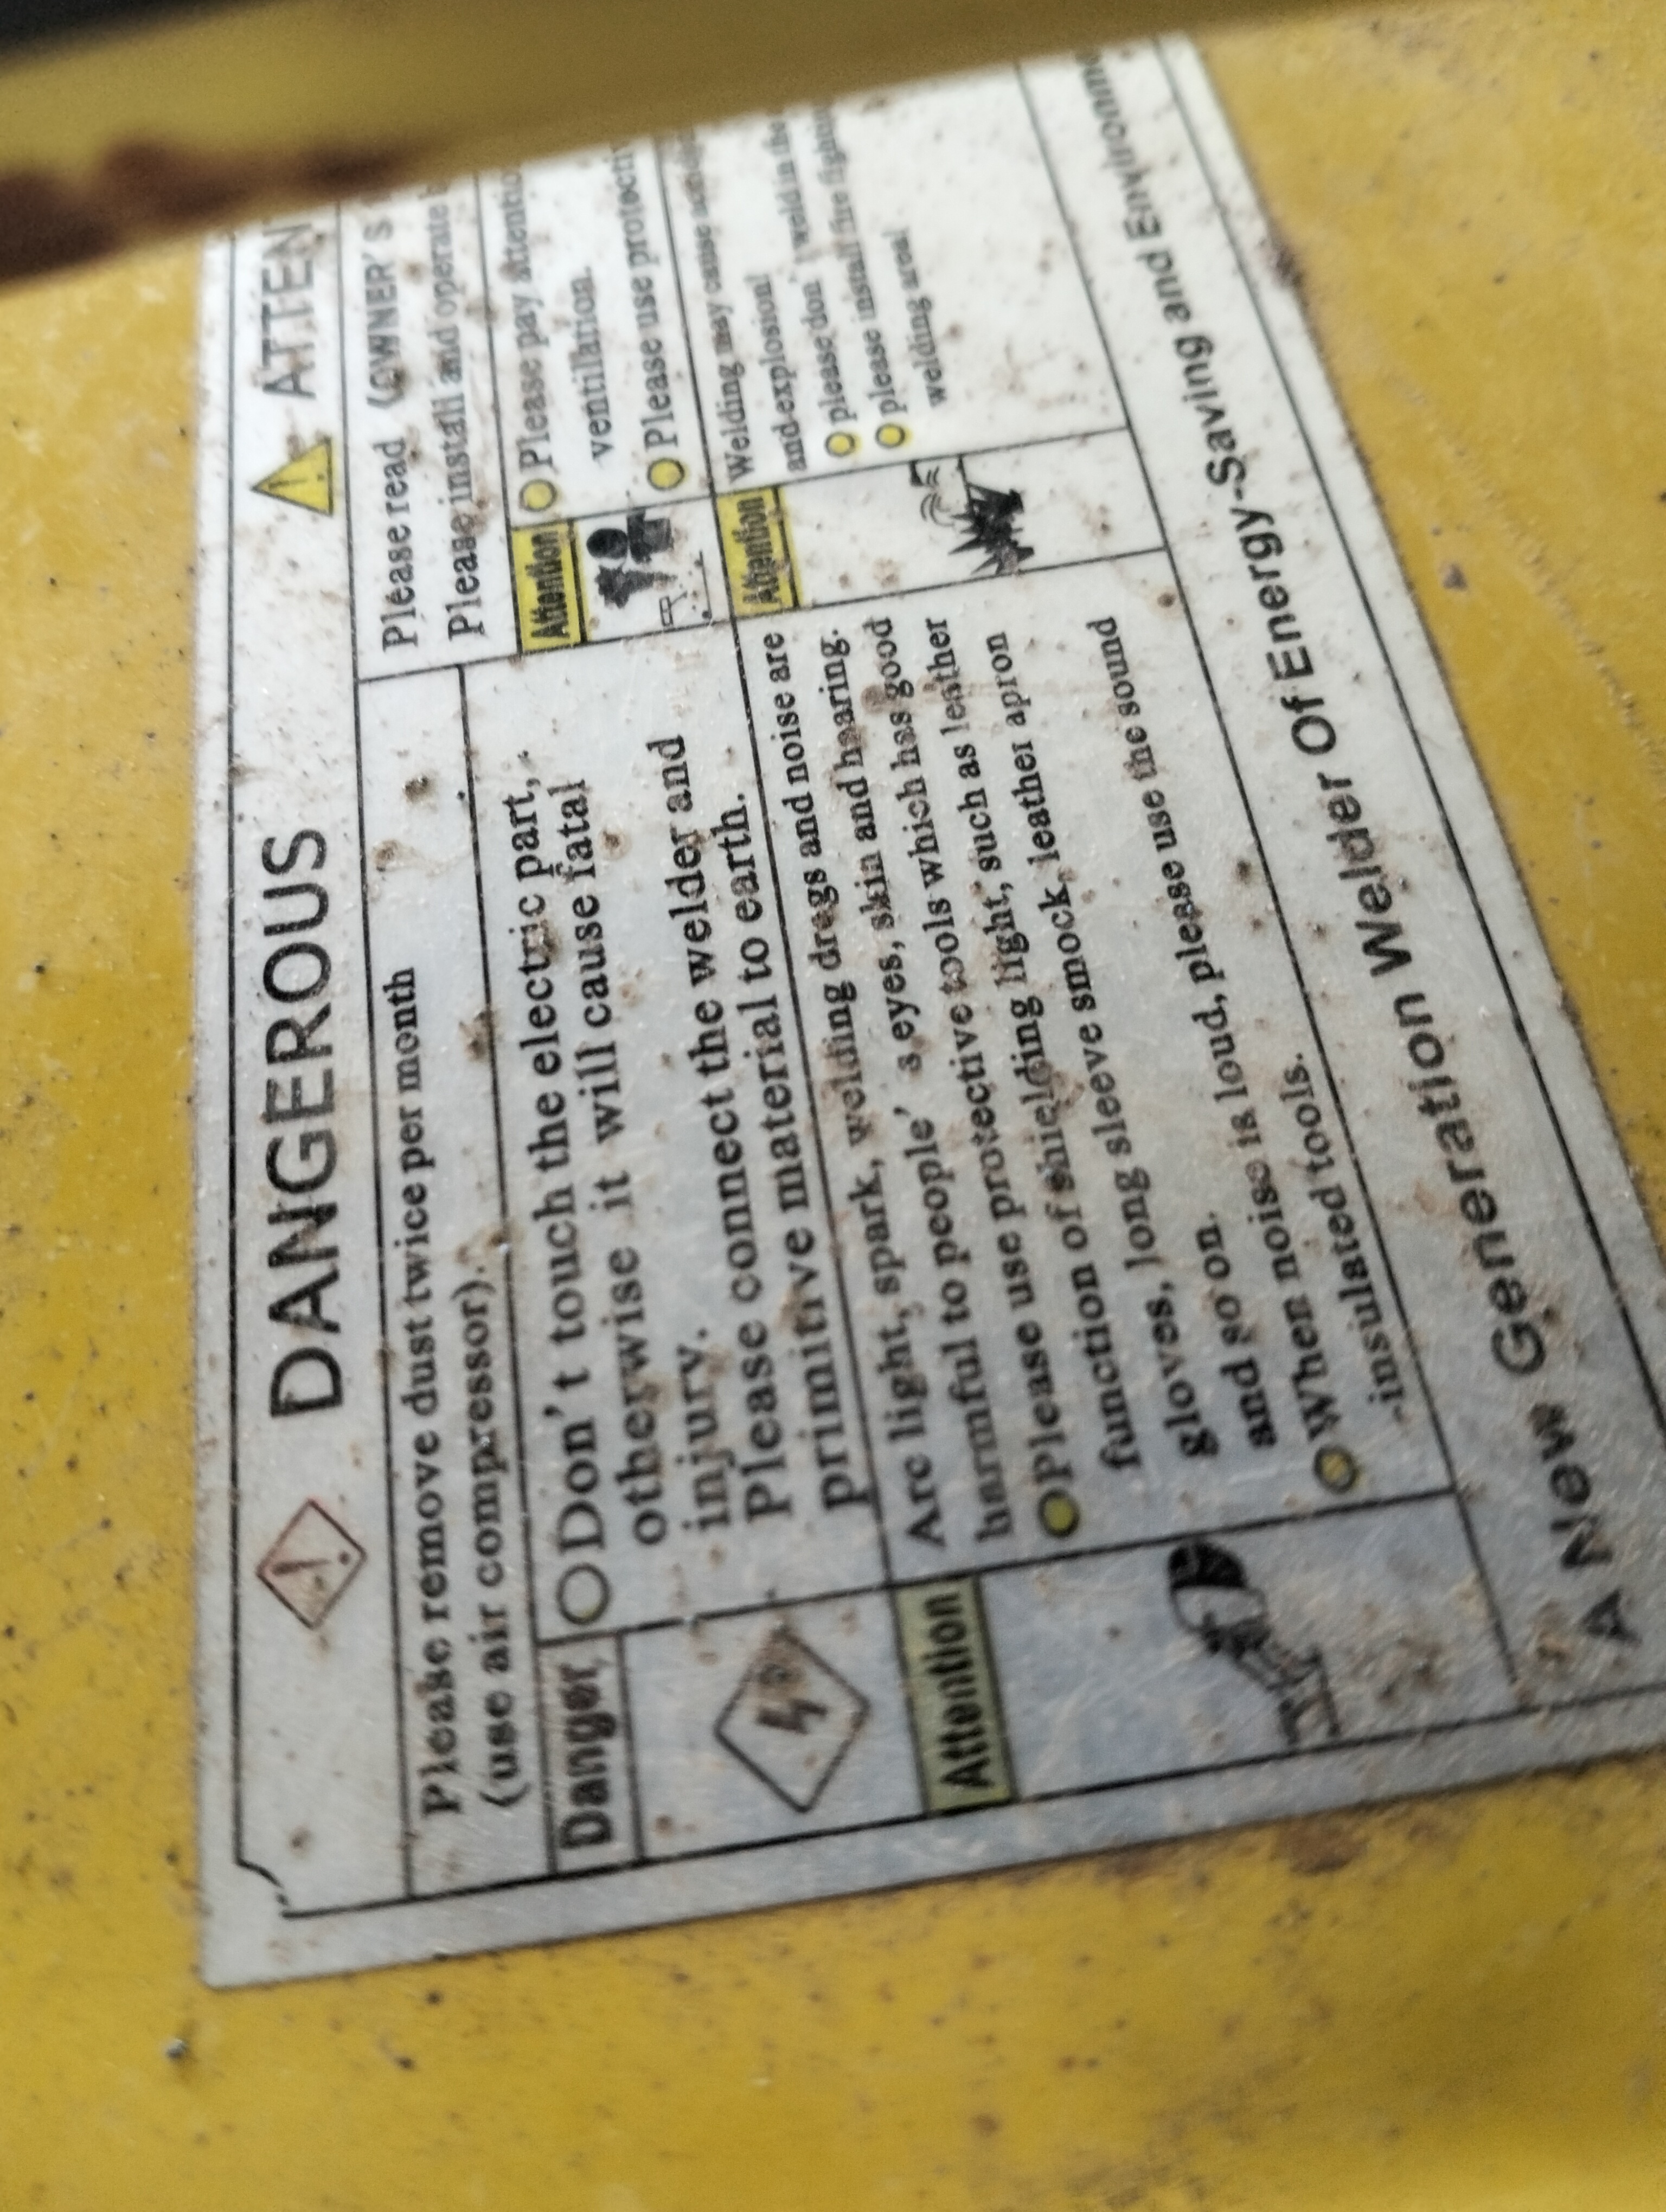 DANGEROUS
Please remove dust twice per month
(use air compressor).
Danger
Don't touch the electric part,
otherwise it will cause fatal
injury.
Please connect the welder and
primitive material to earth.
Attention
Arc light, spark, welding dregs and noise are
harmful to people' s eyes, skin and hearing.
Please use protective tools which has good
function of shielding light, such as leather
gloves, long sleeve smock, leather apron
and so on.
When noise is loud, please use the sound
-insulated tools.
! ATTEN
Please read (OWNER'S
Please install and operate
Attention
Please pay attentio
ventillation.
Please use protectiv
Attention
Welding may cause
and explosion!
please don' t weld in the
please install fire fighting
welding area!
A New Generation Welder Of Energy-Saving and Environme